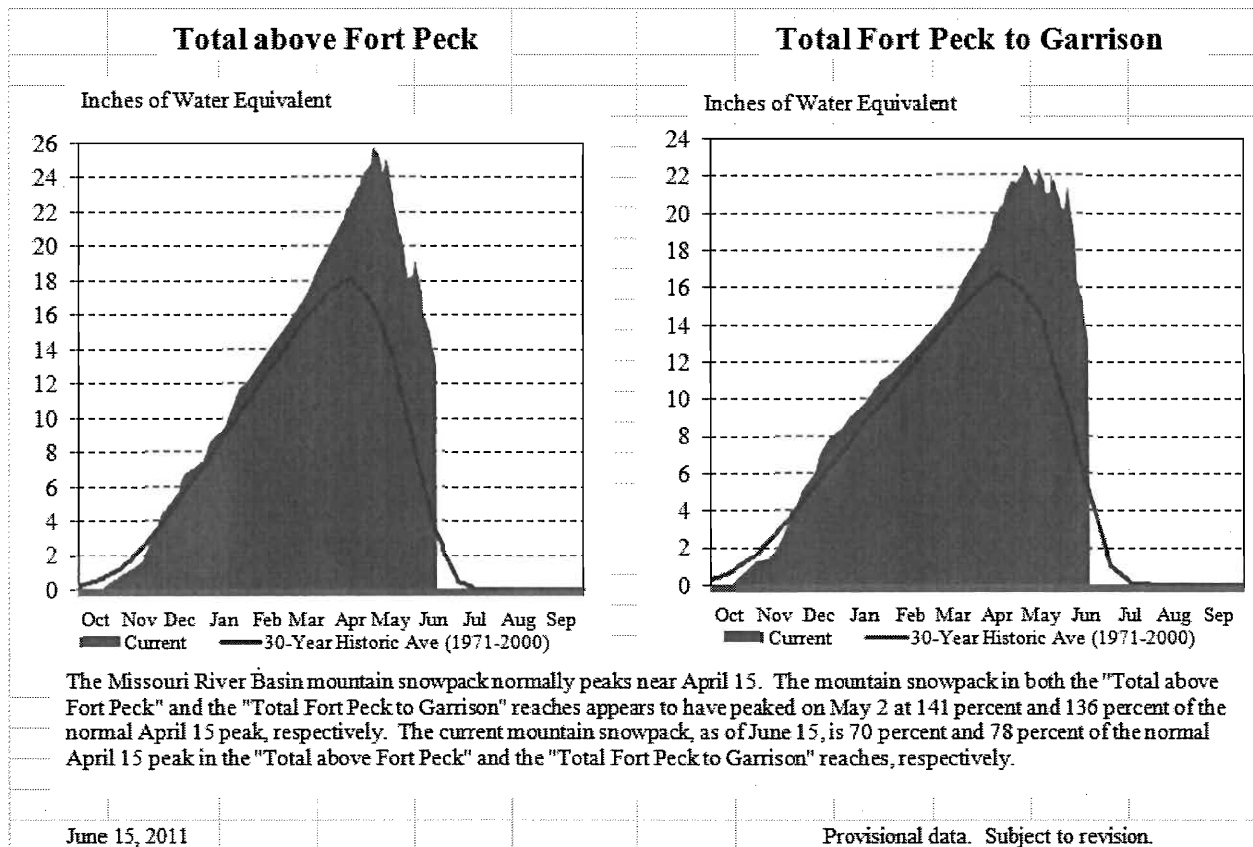 Total above Fort Peck
Inches of Water Equivalent
26
24
22
20
18
16
14
12
10
8
6
4
2
0
Oct Nov Dec Jan Feb Mar Apr May Jun Jul Aug Sep
Current 30-Year Historic Ave (1971-2000)
Total Fort Peck to Garrison
Inches of Water Equivalent
24
22
20
18
16
14
12
10
8
6
4
2
0
Oct Nov Dec Jan Feb Mar Apr May Jun Jul Aug Sep
Current 30-Year Historic Ave (1971-2000)
The Missouri River Basin mountain snowpack normally peaks near April 15. The mountain snowpack in both the "Total above
Fort Peck" and the "Total Fort Peck to Garrison" reaches appears to have peaked on May 2 at 141 percent and 136 percent of the
normal April 15 peak, respectively. The current mountain snowpack, as of June 15, is 70 percent and 78 percent of the normal
April 15 peak in the "Total above Fort Peck" and the "Total Fort Peck to Garrison" reaches, respectively.
June 15, 2011 Provisional data. Subject to revision.